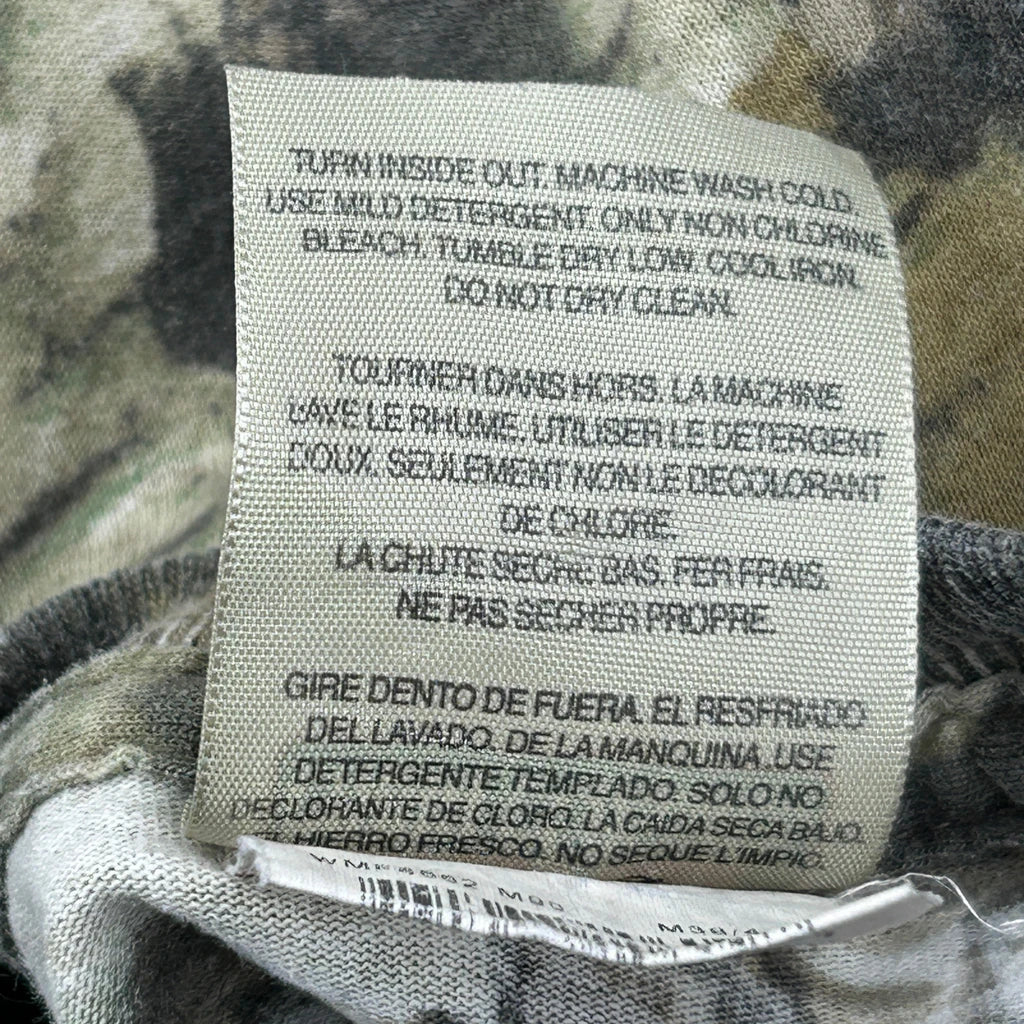 TURN INSIDE OUT. MACHINE WASH COLD.
USE MILD DETERGENT. ONLY NON CHLORINE
BLEACH. TUMBLE DRY LOW. COOL IRON.
DO NOT DRY CLEAN.
TOURNER DANS HORS. LA MACHINE
LAVE LE RHUME. UTILISER LE DETERGENT
DOUX. SEULEMENT NON LE DECOLORANT
DE CHLORE.
LA CHUTE SECHE BAS. FER FRAIS.
NE PAS SECHER PROPRE.
GIRE DENTO DE FUERA. EL RESFRIADO
DEL LAVADO. DE LA MANQUINA. USE
DETERGENTE TEMPLADO. SOLO NO
DECLORANTE DE CLORO. LA CAIDA SECA BAJO.
HIERRO FRESCO. NO SEQUE